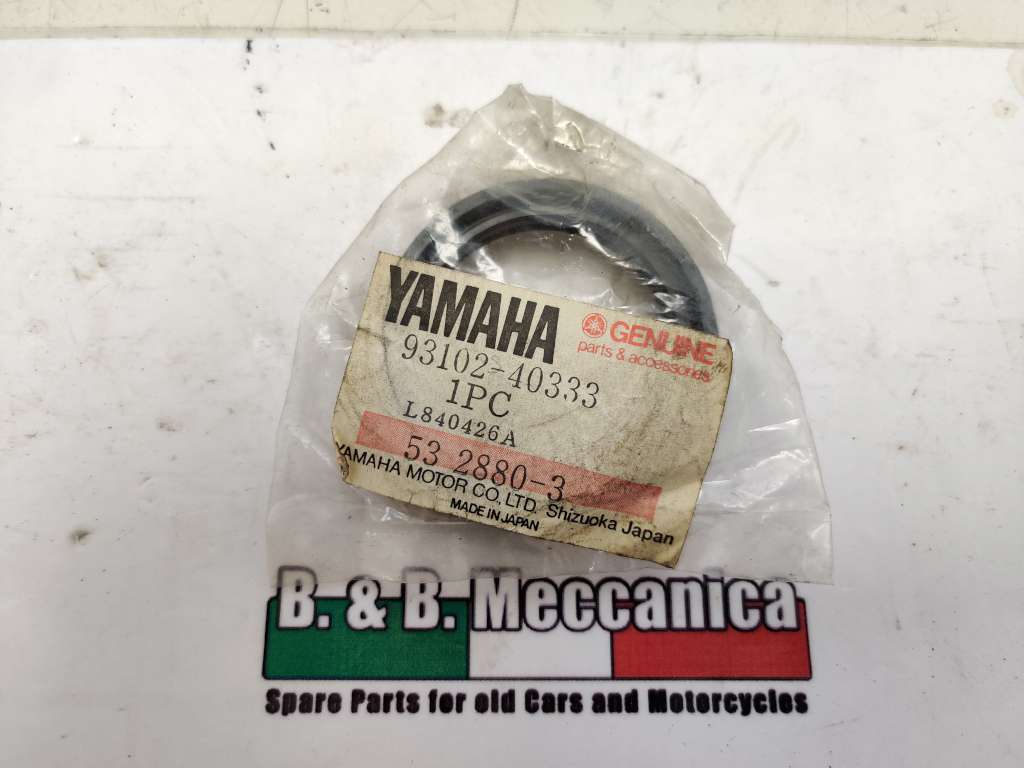 YAMAHA
GENUINE
parts & accessories
93102-40333
1PC
L840426A
53 2880-3
YAMAHA MOTOR CO., LTD. Shizuoka Japan
MADE IN JAPAN
B. & B. Meccanica
Spare Parts for old Cars and Motorcycles